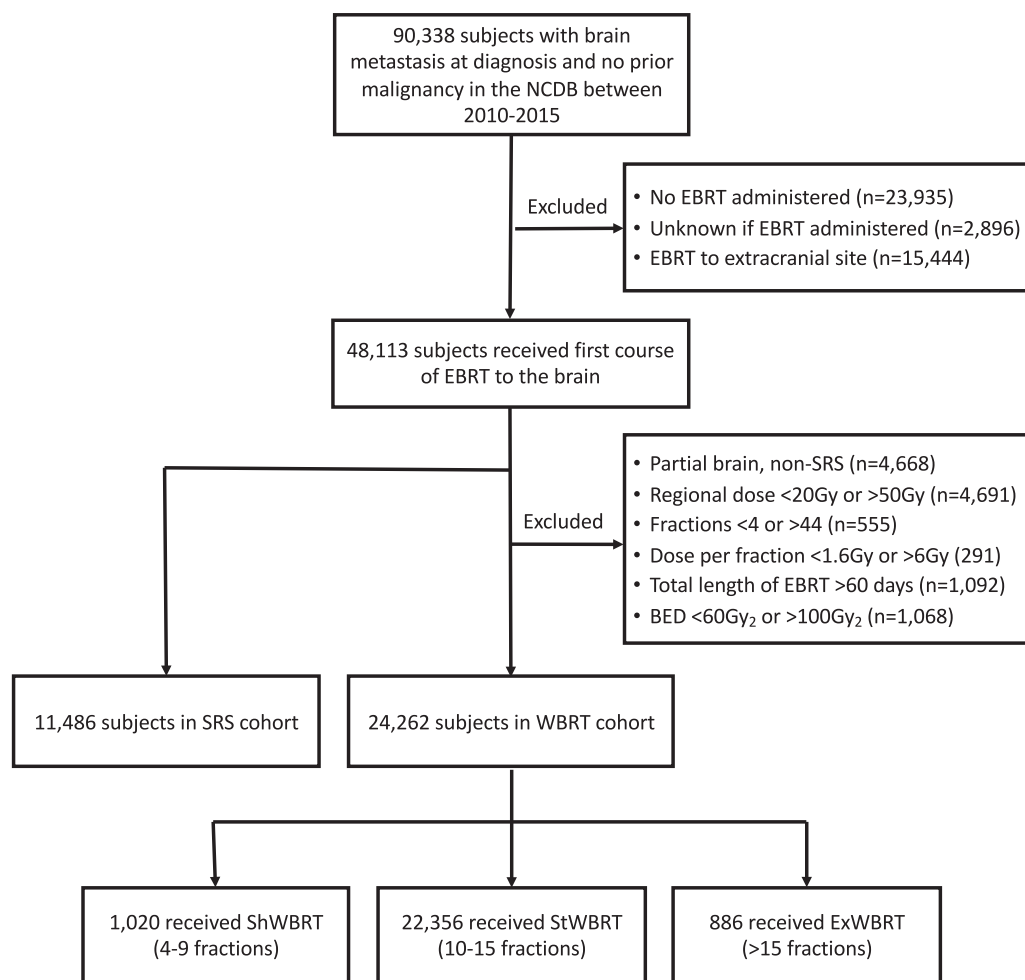 90,338 subjects with brain
metastasis at diagnosis and no prior
malignancy in the NCDB between
2010-2015
Excluded
• No EBRT administered (n=23,935)
• Unknown if EBRT administered (n=2,896)
• EBRT to extracranial site (n=15,444)
48,113 subjects received first course
of EBRT to the brain
Excluded
• Partial brain, non-SRS (n=4,668)
• Regional dose <20Gy or >50Gy (n=4,691)
• Fractions <4 or >44 (n=555)
• Dose per fraction <1.6Gy or >6Gy (291)
• Total length of EBRT >60 days (n=1,092)
• BED <60Gy₂ or >100Gy₂ (n=1,068)
11,486 subjects in SRS cohort
24,262 subjects in WBRT cohort
1,020 received ShWBRT
(4-9 fractions)
22,356 received StWBRT
(10-15 fractions)
886 received ExWBRT
(>15 fractions)